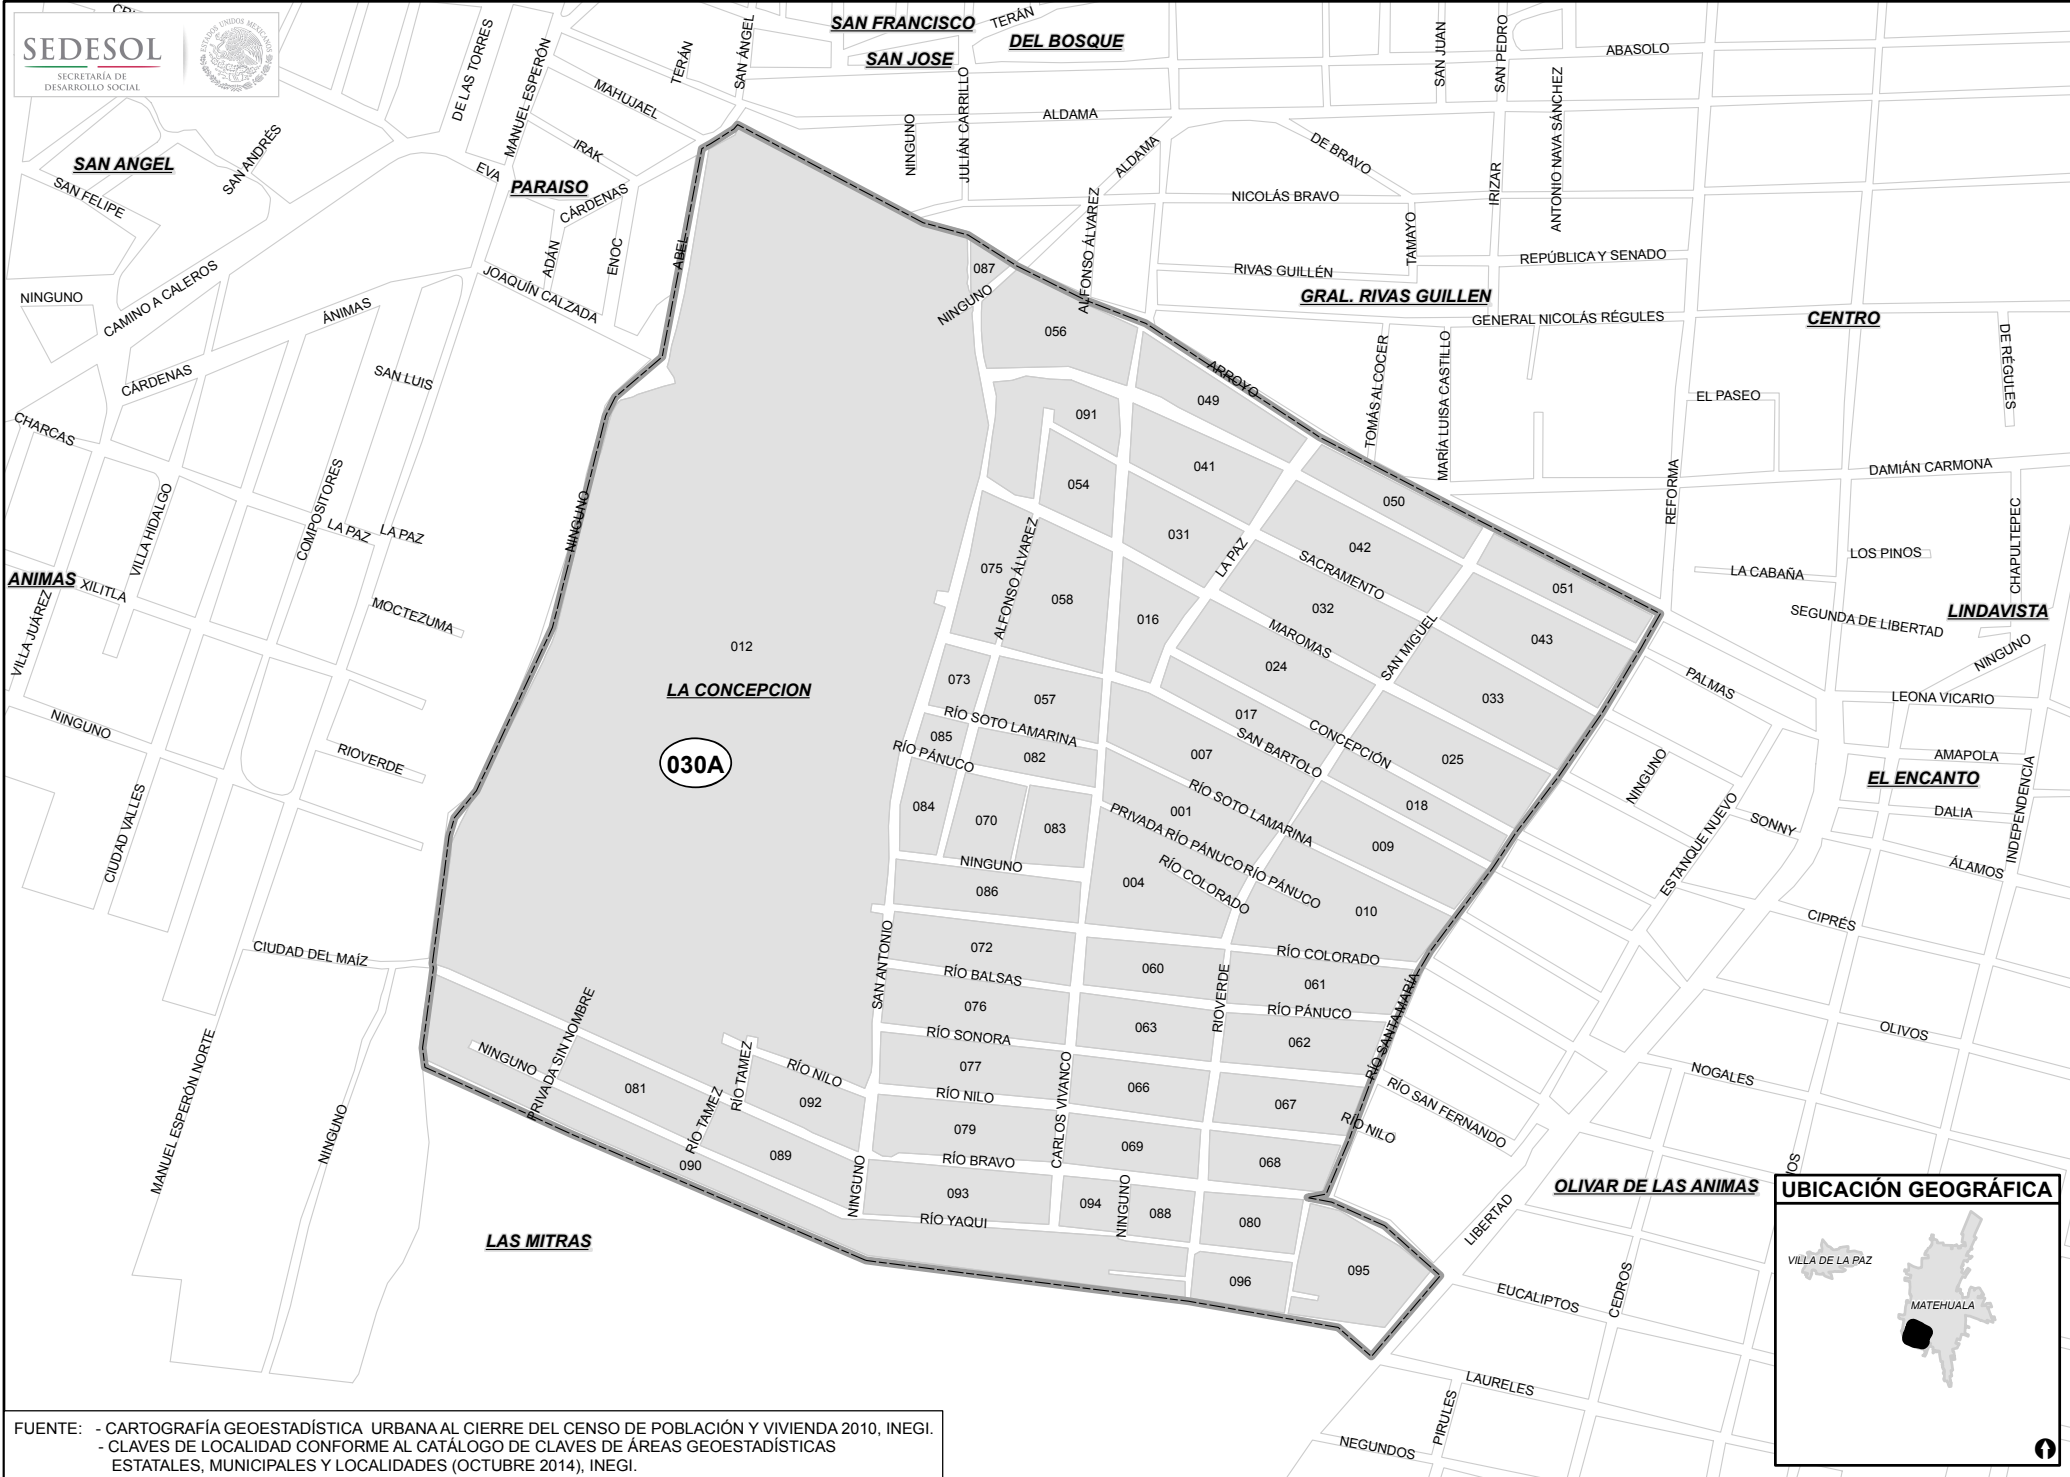 SEDESOL
SECRETARÍA DE
DESARROLLO SOCIAL
ESTADOS UNIDOS MEXICANOS
DE LAS TORRES
MANUEL ESPERÓN
TERÁN
SAN ÁNGEL
SAN FRANCISCO
TERÁN
SAN JOSE
DEL BOSQUE
SAN JUAN
SAN PEDRO
ABASOLO
MAHUJAEL
IRAK
NINGUNO
JULIÁN CARRILLO
ALDAMA
ALDAMA
DE BRAVO
ANTONIO NAVA SÁNCHEZ
SAN ANGEL
SAN ANDRÉS
SAN FELIPE
EVA
PARAISO
CÁRDENAS
ADÁN
ENOC
ABEL
ALFONSO ÁLVAREZ
NICOLÁS BRAVO
TAMAYO
IRIZAR
REPÚBLICA Y SENADO
RIVAS GUILLÉN
GRAL. RIVAS GUILLEN
GENERAL NICOLÁS RÉGULES
CENTRO
DE RÉGULES
NINGUNO
CAMINO A CALEROS
ÁNIMAS
JOAQUÍN CALZADA
CÁRDENAS
SAN LUIS
CHARCAS
087
NINGUNO
056
ARROYO
049
TOMÁS ALCOCER
MARÍA LUISA CASTILLO
EL PASEO
REFORMA
DAMIÁN CARMONA
CHAPULTEPEC
091
041
054
050
VILLA HIDALGO
COMPOSITORES
LA PAZ
LA PAZ
NINGUNO
ALFONSO ÁLVAREZ
031
LA PAZ
042
SACRAMENTO
051
LOS PINOS
LA CABAÑA
ANIMAS
XILITLA
VILLA JUÁREZ
MOCTEZUMA
075
058
016
032
MAROMAS
SAN MIGUEL
043
SEGUNDA DE LIBERTAD
LINDAVISTA
NINGUNO
012
LA CONCEPCION
030A
073
057
024
033
PALMAS
LEONA VICARIO
NINGUNO
RIOVERDE
CIUDAD VALLES
RÍO SOTO LAMARINA
085
RÍO PÁNUCO
082
017
SAN BARTOLO
CONCEPCIÓN
007
025
NINGUNO
AMAPOLA
EL ENCANTO
INDEPENDENCIA
084
070
083
001
RÍO SOTO LAMARINA
PRIVADA RÍO PÁNUCO
RÍO PÁNUCO
018
009
ESTANQUE NUEVO
SONNY
DALIA
ÁLAMOS
NINGUNO
086
004
RÍO COLORADO
010
CIPRÉS
CIUDAD DEL MAÍZ
SAN ANTONIO
072
RÍO BALSAS
060
RIOVERDE
RÍO COLORADO
061
RÍO PÁNUCO
RÍO SANTA MARÍA
076
RÍO SONORA
063
062
OLIVOS
NOGALES
MANUEL ESPERÓN NORTE
NINGUNO
NINGUNO
PRIVADA SIN NOMBRE
081
RÍO TAMEZ
RÍO TAMEZ
RÍO NILO
092
077
RÍO NILO
CARLOS VIVANCO
066
067
RÍO SAN FERNANDO
RÍO NILO
079
RÍO BRAVO
069
068
089
090
NINGUNO
093
RÍO YAQUI
094
NINGUNO
088
080
095
096
LAS MITRAS
OLIVAR DE LAS ANIMAS
LIBERTAD
EUCALIPTOS
CEDROS
LAURELES
PIRULES
NEGUNDOS
UBICACIÓN GEOGRÁFICA
VILLA DE LA PAZ
MATEHUALA
FUENTE: - CARTOGRAFÍA GEOESTADÍSTICA URBANA AL CIERRE DEL CENSO DE POBLACIÓN Y VIVIENDA 2010, INEGI.
- CLAVES DE LOCALIDAD CONFORME AL CATÁLOGO DE CLAVES DE ÁREAS GEOESTADÍSTICAS
ESTATALES, MUNICIPALES Y LOCALIDADES (OCTUBRE 2014), INEGI.